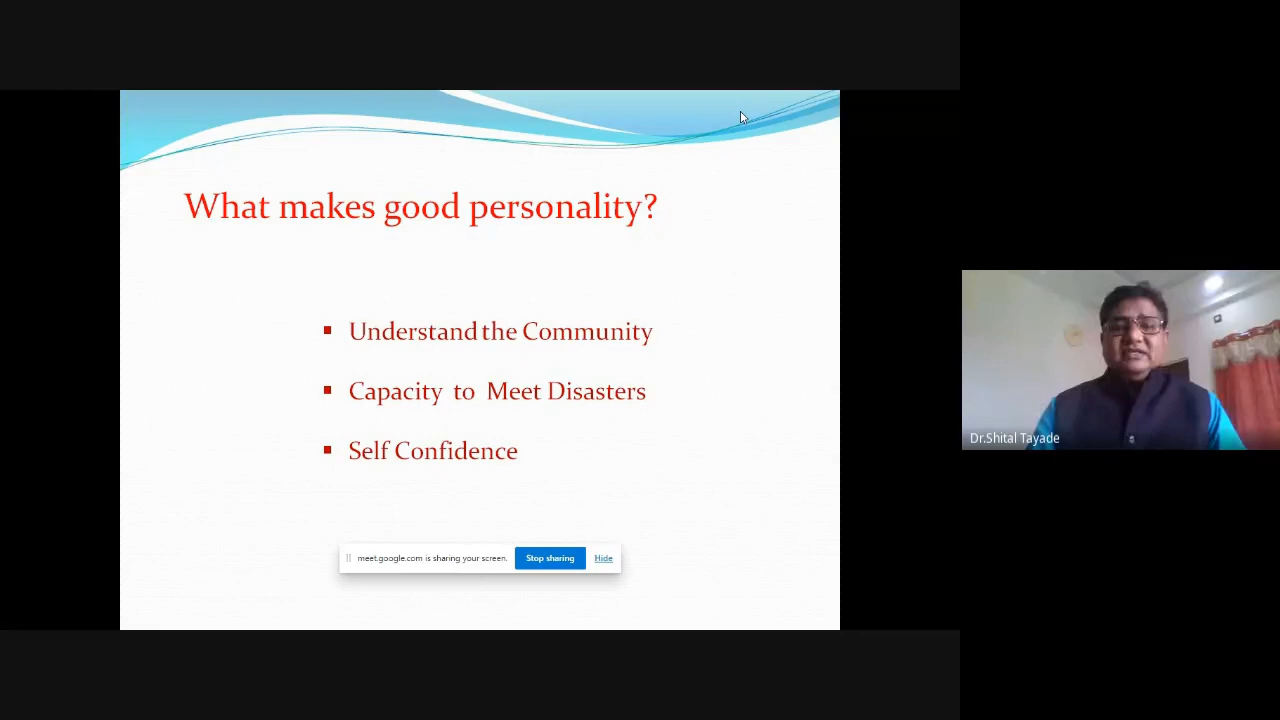 What makes good personality?
▪ Understand the Community
▪ Capacity to Meet Disasters
▪ Self Confidence
meet.google.com is sharing your screen. Stop sharing Hide
Dr.Shital Tayade